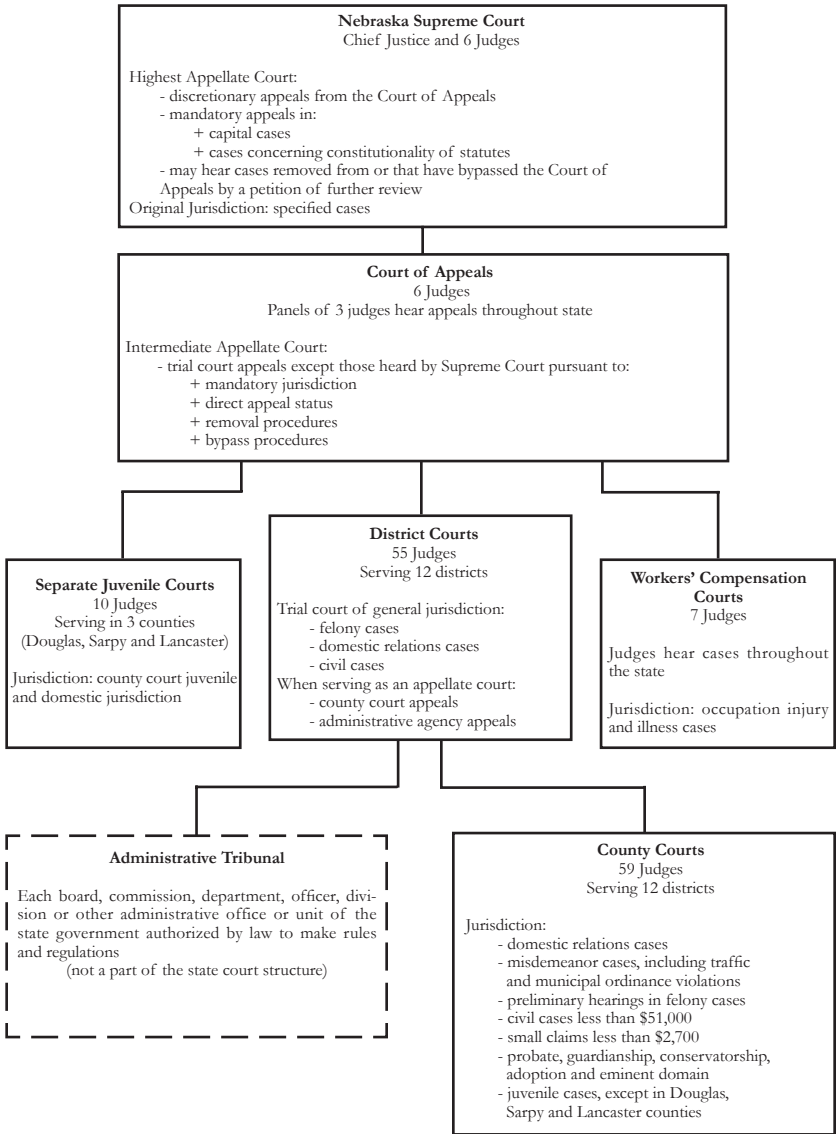 Nebraska Supreme Court
Chief Justice and 6 Judges
Highest Appellate Court:
- discretionary appeals from the Court of Appeals
- mandatory appeals in:
+ capital cases
+ cases concerning constitutionality of statutes
- may hear cases removed from or that have bypassed the Court of
Appeals by a petition of further review
Original Jurisdiction: specified cases
Court of Appeals
6 Judges
Panels of 3 judges hear appeals throughout state
Intermediate Appellate Court:
- trial court appeals except those heard by Supreme Court pursuant to:
+ mandatory jurisdiction
+ direct appeal status
+ removal procedures
+ bypass procedures
Separate Juvenile Courts
10 Judges
Serving in 3 counties
(Douglas, Sarpy and Lancaster)
Jurisdiction: county court juvenile
and domestic jurisdiction
District Courts
55 Judges
Serving 12 districts
Trial court of general jurisdiction:
- felony cases
- domestic relations cases
- civil cases
When serving as an appellate court:
- county court appeals
- administrative agency appeals
Workers' Compensation
Courts
7 Judges
Judges hear cases throughout
the state
Jurisdiction: occupation injury
and illness cases
Administrative Tribunal
Each board, commission, department, officer, divi-
sion or other administrative office or unit of the
state government authorized by law to make rules
and regulations
(not a part of the state court structure)
County Courts
59 Judges
Serving 12 districts
Jurisdiction:
- domestic relations cases
- misdemeanor cases, including traffic
and municipal ordinance violations
- preliminary hearings in felony cases
- civil cases less than $51,000
- small claims less than $2,700
- probate, guardianship, conservatorship,
adoption and eminent domain
- juvenile cases, except in Douglas,
Sarpy and Lancaster counties